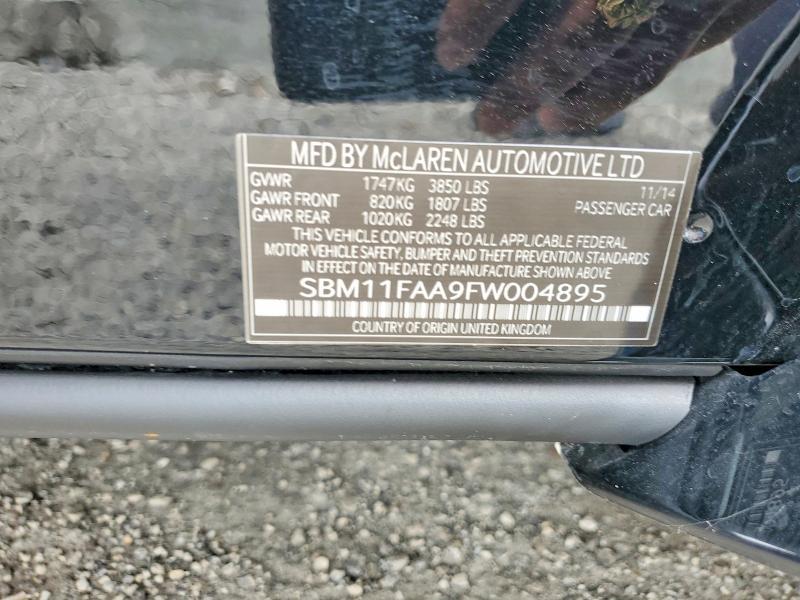 MFD BY McLAREN AUTOMOTIVE LTD
GVWR 1747KG 3850 LBS 11/14
GAWR FRONT 820KG 1807 LBS PASSENGER CAR
GAWR REAR 1020KG 2248 LBS
THIS VEHICLE CONFORMS TO ALL APPLICABLE FEDERAL
MOTOR VEHICLE SAFETY, BUMPER AND THEFT PREVENTION STANDARDS
IN EFFECT ON THE DATE OF MANUFACTURE SHOWN ABOVE
SBM11FAA9FW004895
COUNTRY OF ORIGIN UNITED KINGDOM